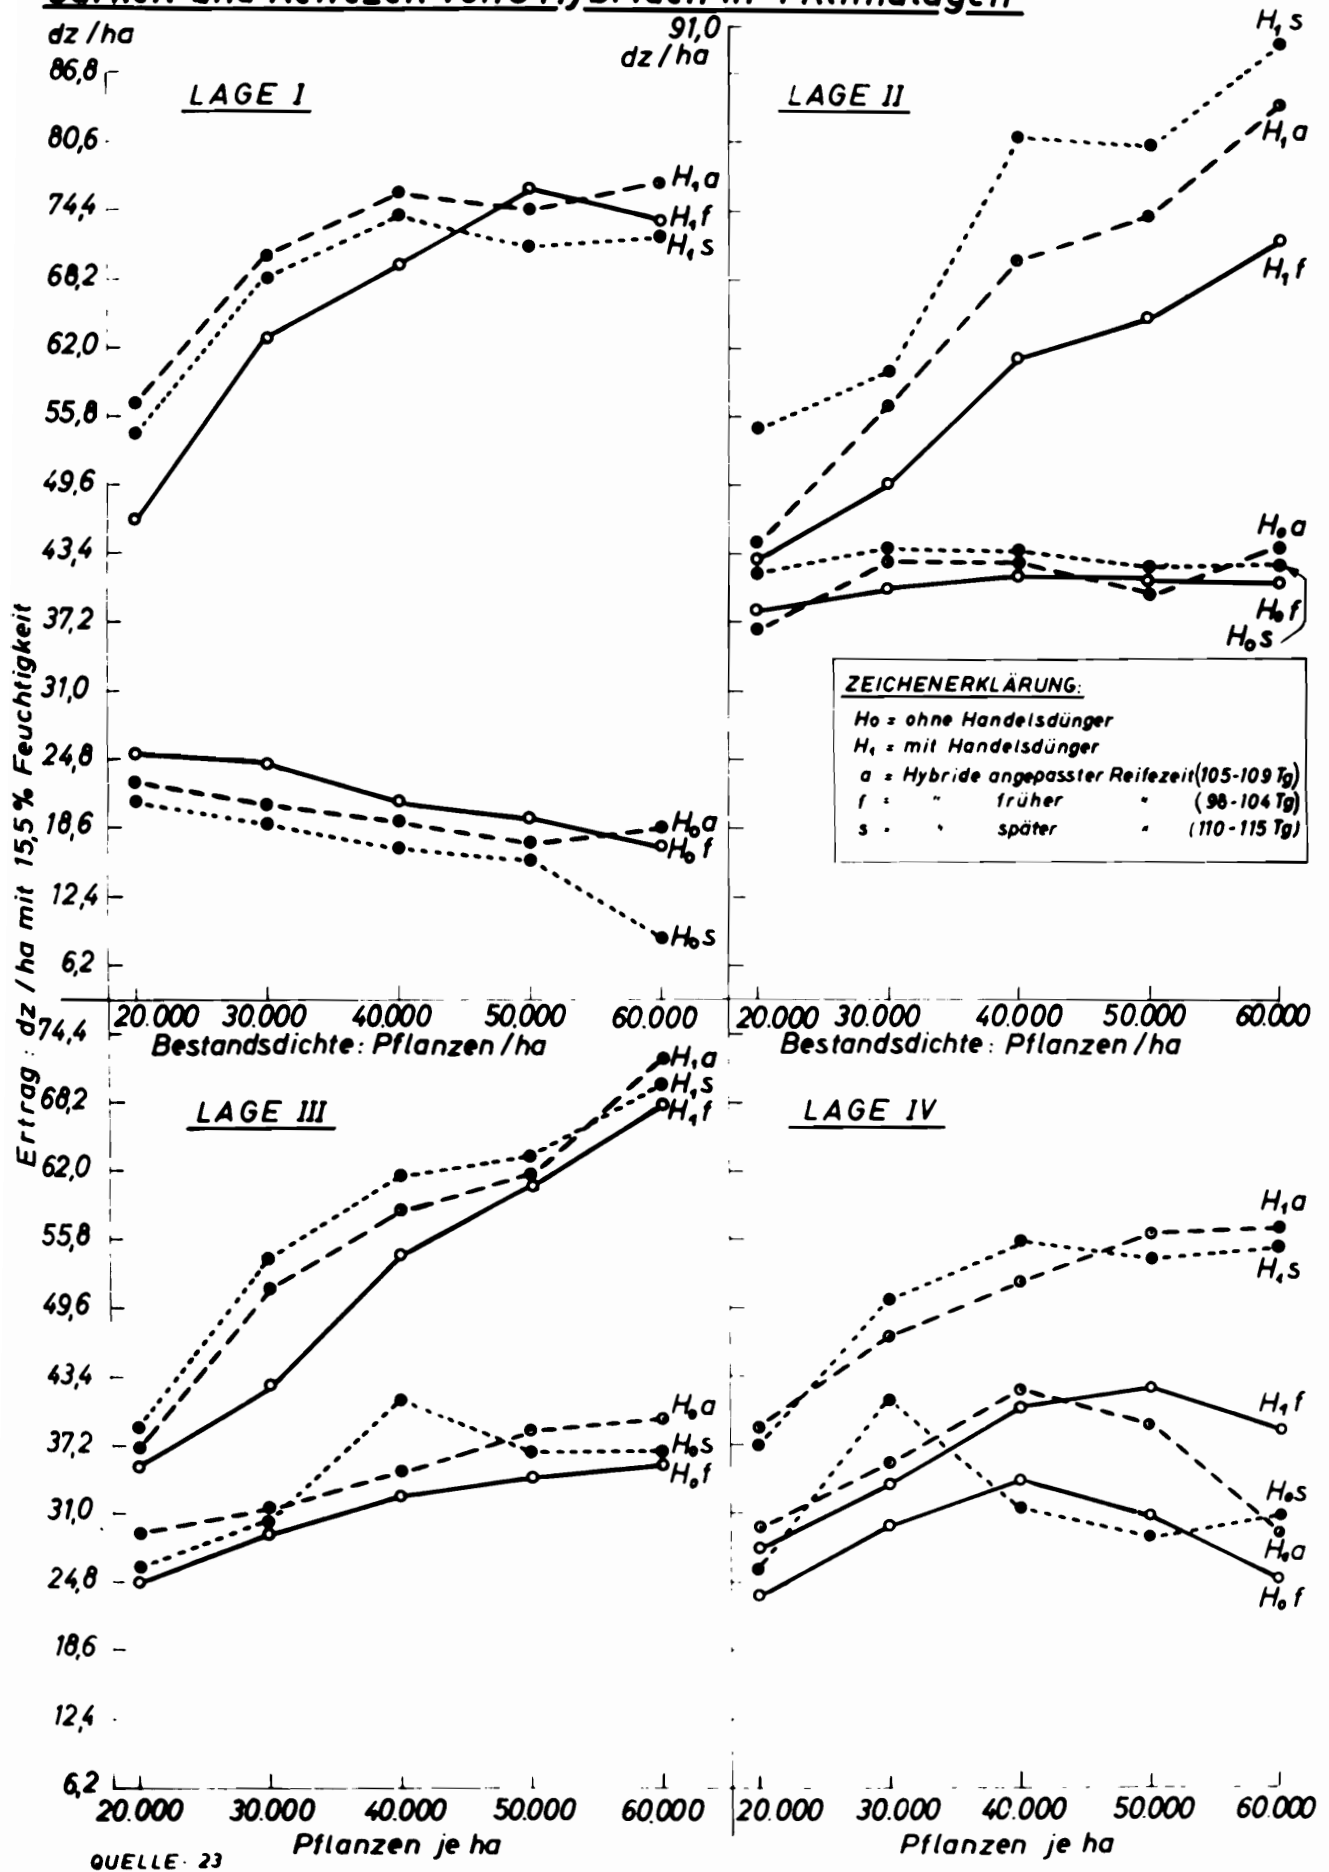 von 3 Hybriden in 4 Klimalagen
dz/ha
86,8
80,6
74,4
68,2
62,0
55,8
49,6
43,4
37,2
31,0
24,8
18,6
12,4
6,2
Ertrag: dz/ha mit 15,5% Feuchtigkeit
LAGE I
H₁a
H₁f
H₁s
H₀a
H₀f
H₀s
20.000 30.000 40.000 50.000 60.000
Bestandsdichte: Pflanzen/ha
91,0
dz/ha
LAGE II
H₁s
H₁a
H₁f
H₀a
H₀f
H₀s
ZEICHENERKLÄRUNG:
Ho = ohne Handelsdünger
H₁ = mit Handelsdünger
a = Hybride angepasster Reifezeit (105-109 Tg)
f = " früher " (98-104 Tg)
s = " später " (110-115 Tg)
20.000 30.000 40.000 50.000 60.000
Bestandsdichte: Pflanzen/ha
74,4
68,2
62,0
55,8
49,6
43,4
37,2
31,0
24,8
18,6
12,4
6,2
LAGE III
H₁a
H₁s
H₁f
H₀a
H₀s
H₀f
20.000 30.000 40.000 50.000 60.000
Pflanzen je ha
LAGE IV
H₁a
H₁s
H₁f
H₀s
H₀a
H₀f
20.000 30.000 40.000 50.000 60.000
Pflanzen je ha
QUELLE: 23